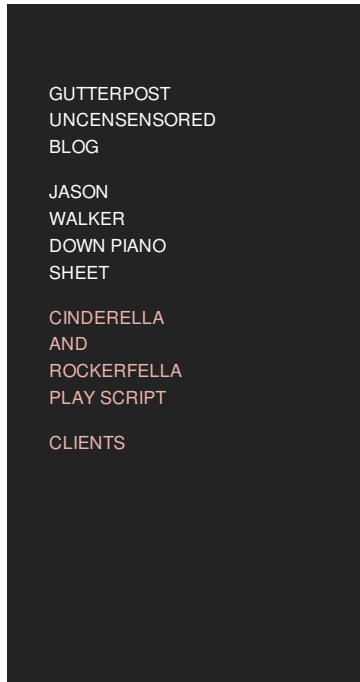 GUTTERPOST
UNCENSENSORED
BLOG
JASON
WALKER
DOWN PIANO
SHEET
CINDERELLA
AND
ROCKERFELLA
PLAY SCRIPT
CLIENTS